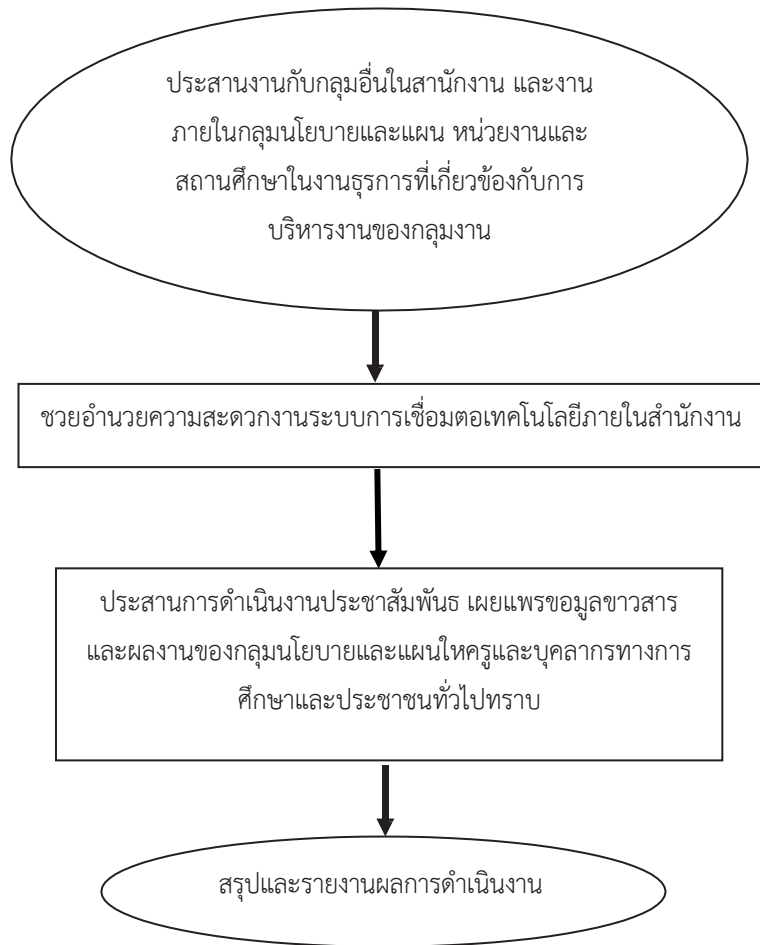 ประสานงานกับกลุมอื่นในสานักงาน และงาน
ภายในกลุมนโยบายและแผน หน่วยงานและ
สถานศึกษาในงานธุรการที่เกี่ยวข้องกับการ
บริหารงานของกลุมงาน
ชวยอํานวยความสะดวกงานระบบการเชื่อมตอเทคโนโลยีภายในสํานักงาน
ประสานการดําเนินงานประชาสัมพันธ เผยแพรขอมูลขาวสาร
และผลงานของกลุมนโยบายและแผนใหครูและบุคลากรทางการ
ศึกษาและประชาชนทั่วไปทราบ
สรุปและรายงานผลการดําเนินงาน